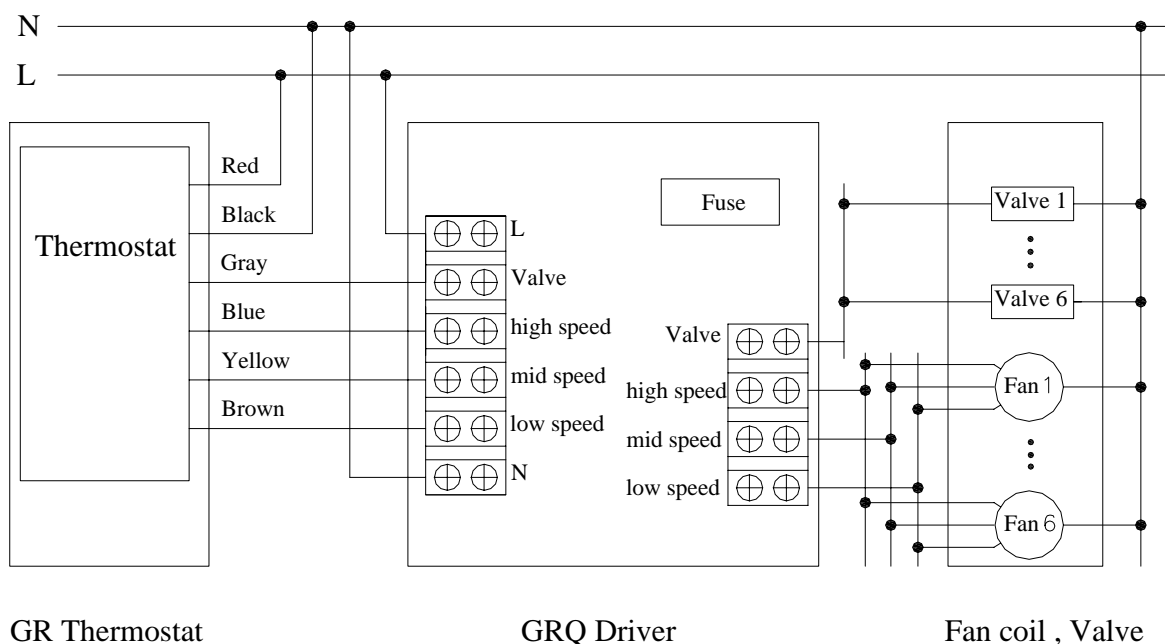 N
L
Thermostat
Red
Black
Gray
Blue
Yellow
Brown
L
Valve
high speed
mid speed
low speed
N
Fuse
Valve
high speed
mid speed
low speed
Valve 1
Valve 6
Fan 1
Fan 6
GR Thermostat
GRQ Driver
Fan coil , Valve